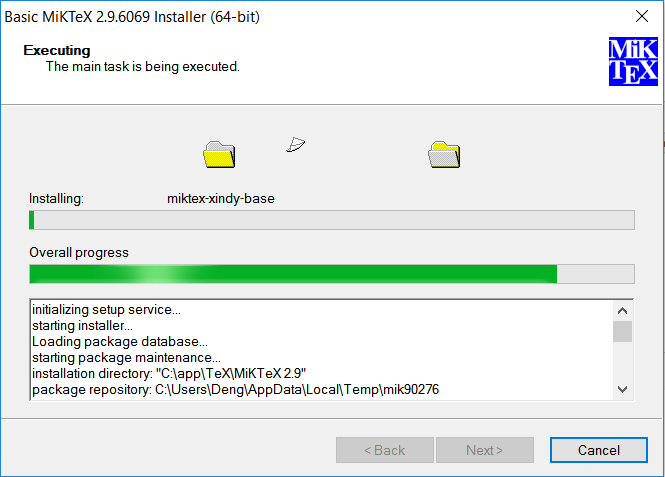 Basic MiKTeX 2.9.6069 Installer (64-bit)
Executing
The main task is being executed.
MiK
TEX
Installing: miktex-xindy-base
Overall progress
initializing setup service...
starting installer...
Loading package database...
starting package maintenance...
installation directory: "C:\app\TeX\MiKTeX 2.9"
package repository: C:\Users\Deng\AppData\Local\Temp\mik90276
< Back Next > Cancel